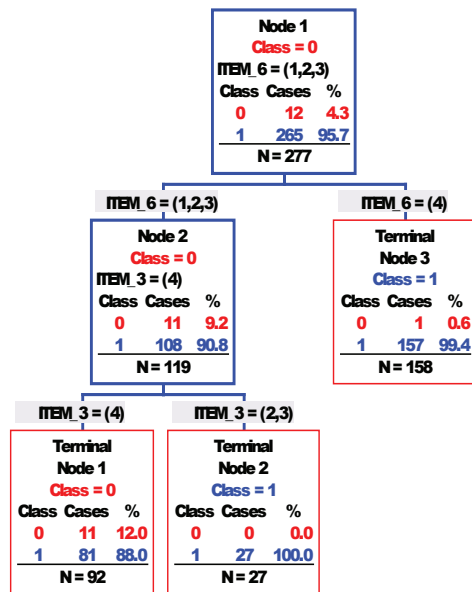 Node 1
Class = 0
ITEM_6 = (1,2,3)
Class Cases %
0 12 4.3
1 265 95.7
N = 277
ITEM_6 = (1,2,3)
ITEM_6 = (4)
Node 2
Class = 0
ITEM_3 = (4)
Class Cases %
0 11 9.2
1 108 90.8
N = 119
Terminal
Node 3
Class = 1
Class Cases %
0 1 0.6
1 157 99.4
N = 158
ITEM_3 = (4)
ITEM_3 = (2,3)
Terminal
Node 1
Class = 0
Class Cases %
0 11 12.0
1 81 88.0
N = 92
Terminal
Node 2
Class = 1
Class Cases %
0 0 0.0
1 27 100.0
N = 27